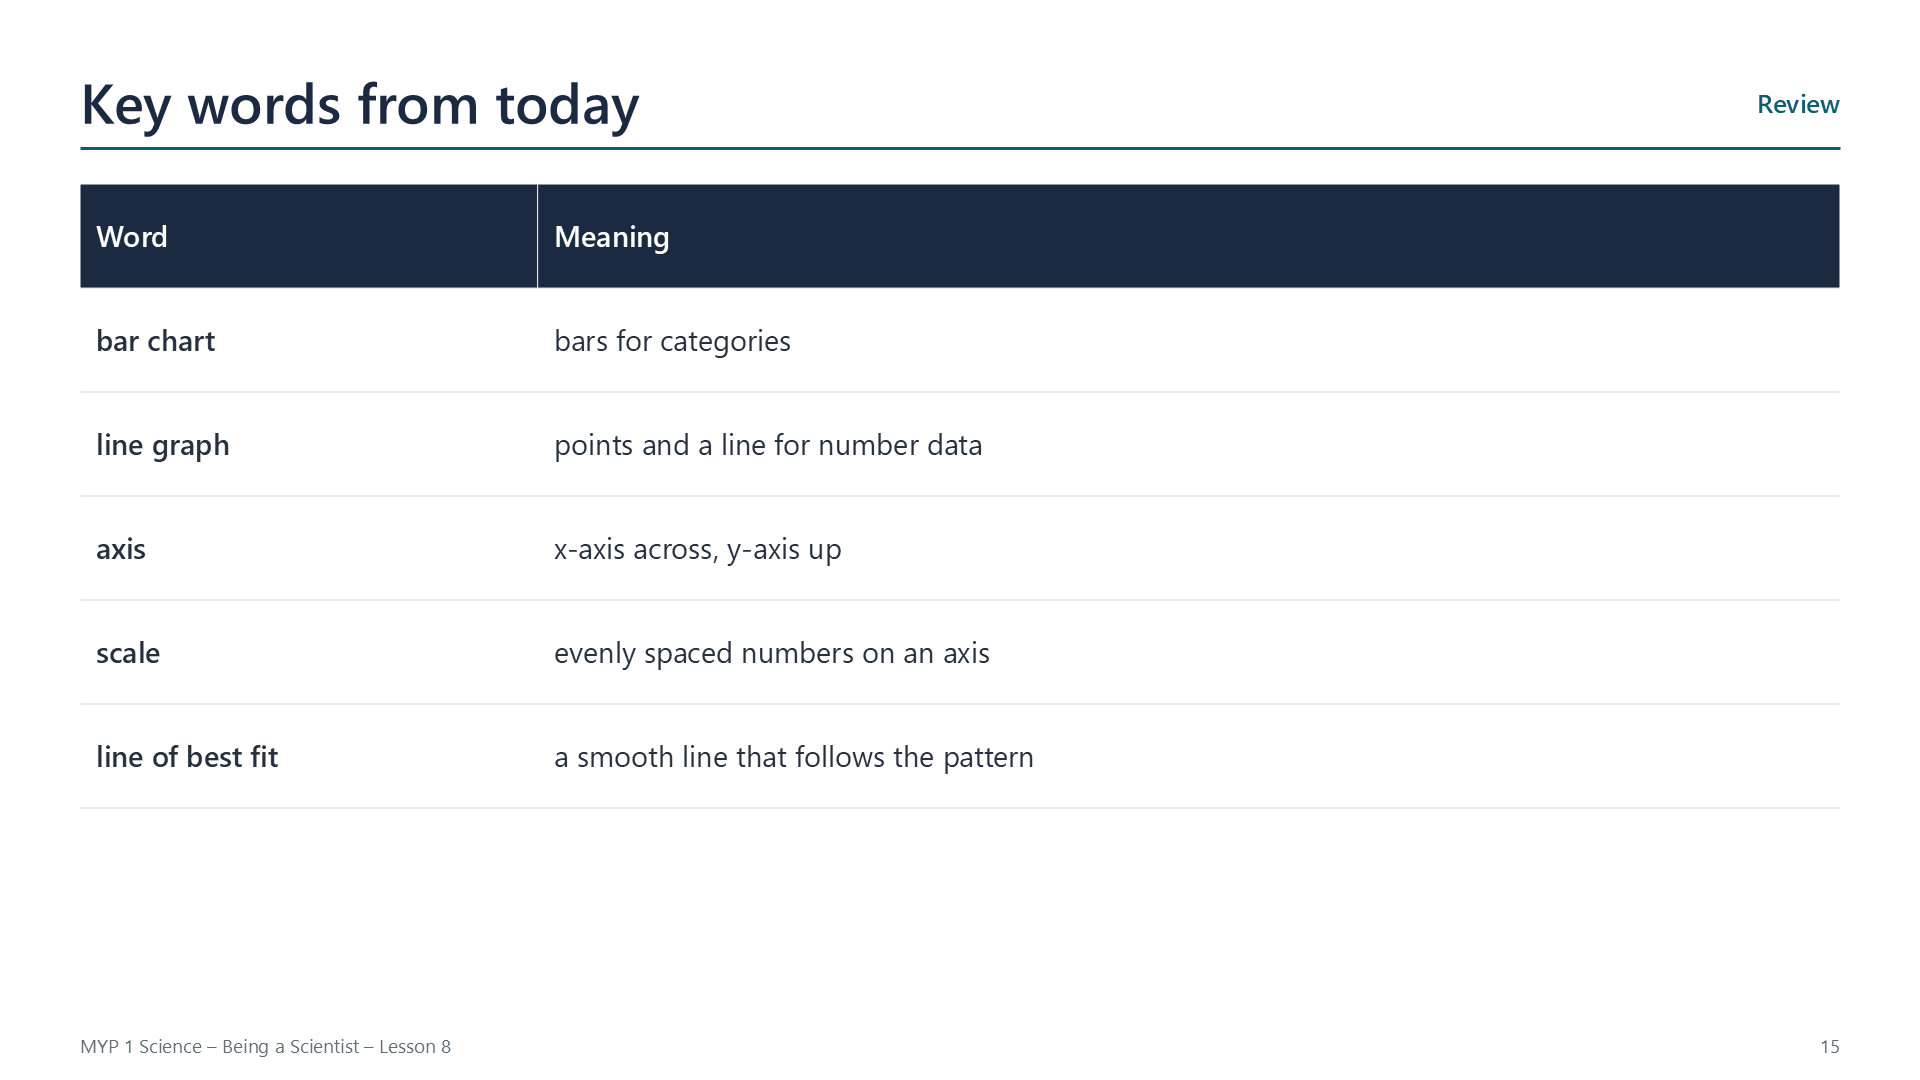 Key words from today
Review
Word Meaning
bar chart bars for categories
line graph points and a line for number data
axis x-axis across, y-axis up
scale evenly spaced numbers on an axis
line of best fit a smooth line that follows the pattern
MYP 1 Science – Being a Scientist – Lesson 8
15